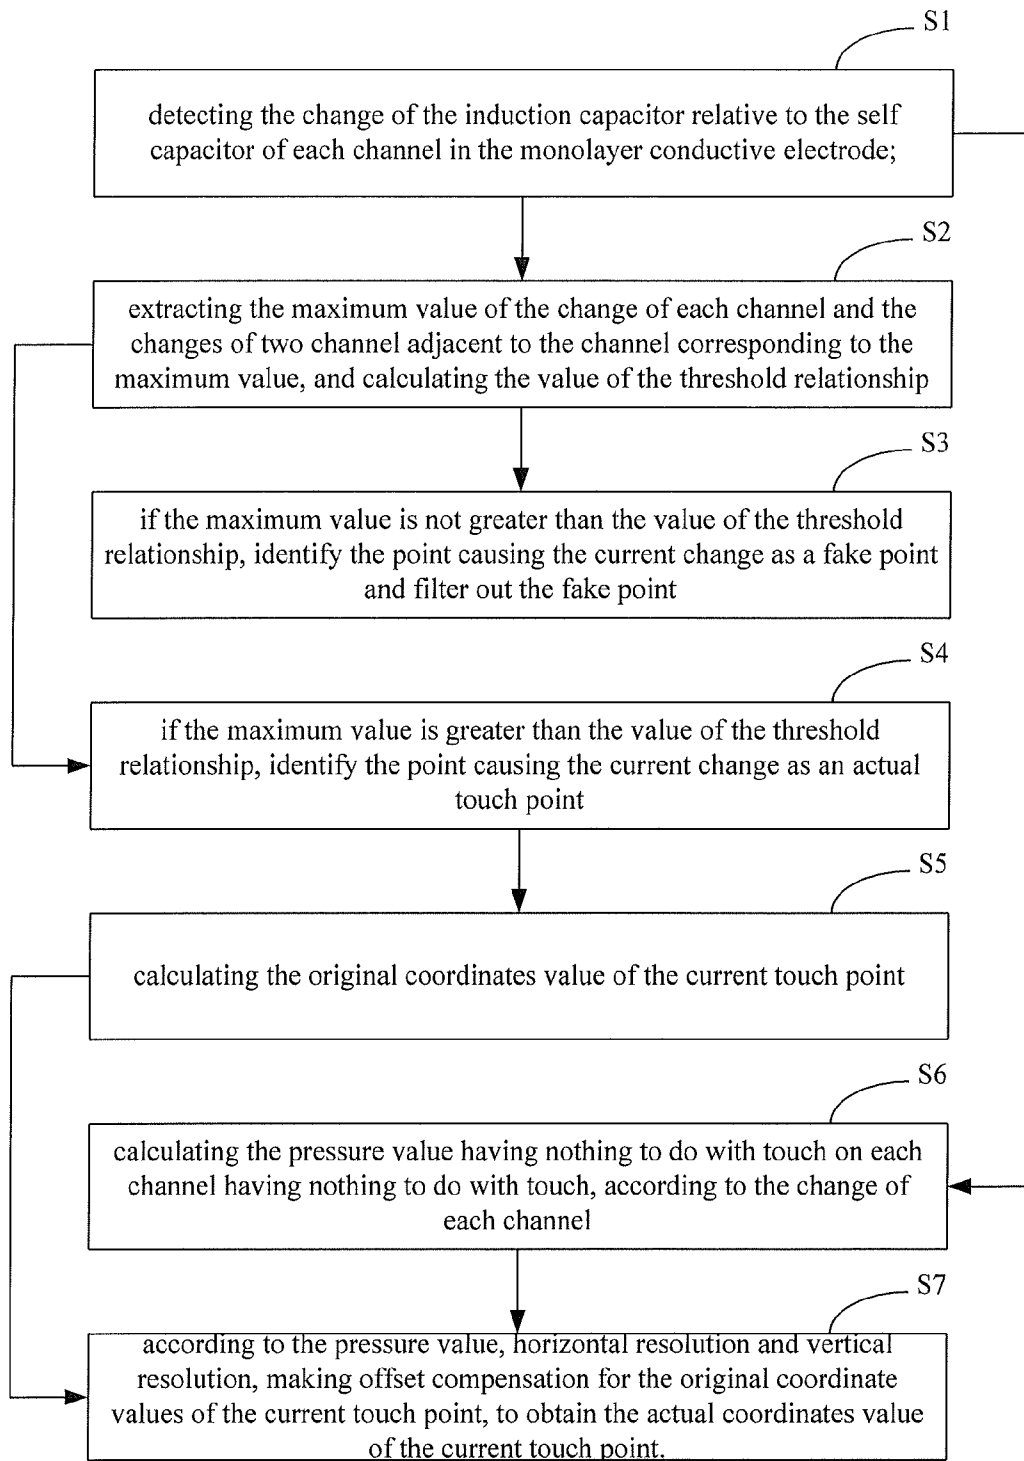 S1
detecting the change of the induction capacitor relative to the self
capacitor of each channel in the monolayer conductive electrode;
S2
extracting the maximum value of the change of each channel and the
changes of two channel adjacent to the channel corresponding to the
maximum value, and calculating the value of the threshold relationship
S3
if the maximum value is not greater than the value of the threshold
relationship, identify the point causing the current change as a fake point
and filter out the fake point
S4
if the maximum value is greater than the value of the threshold
relationship, identify the point causing the current change as an actual
touch point
S5
calculating the original coordinates value of the current touch point
S6
calculating the pressure value having nothing to do with touch on each
channel having nothing to do with touch, according to the change of
each channel
S7
according to the pressure value, horizontal resolution and vertical
resolution, making offset compensation for the original coordinate
values of the current touch point, to obtain the actual coordinates value
of the current touch point.